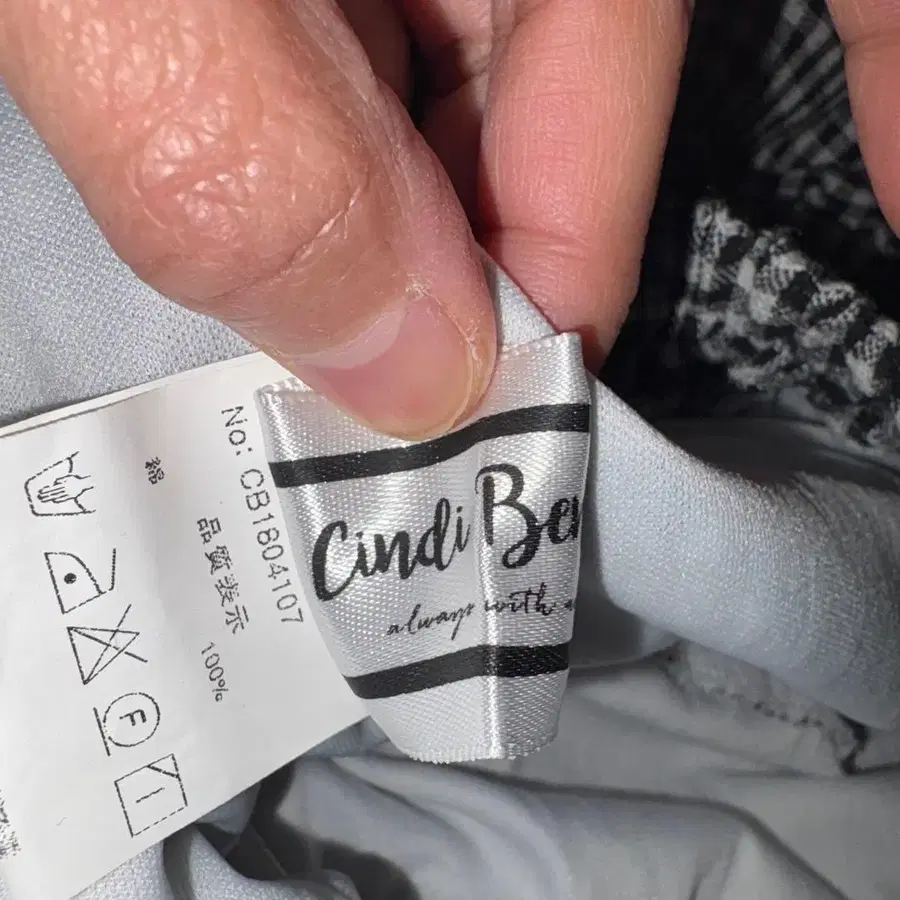 Cindi Be
always with a
No: CB1804107
品質表示
綿 100%
F